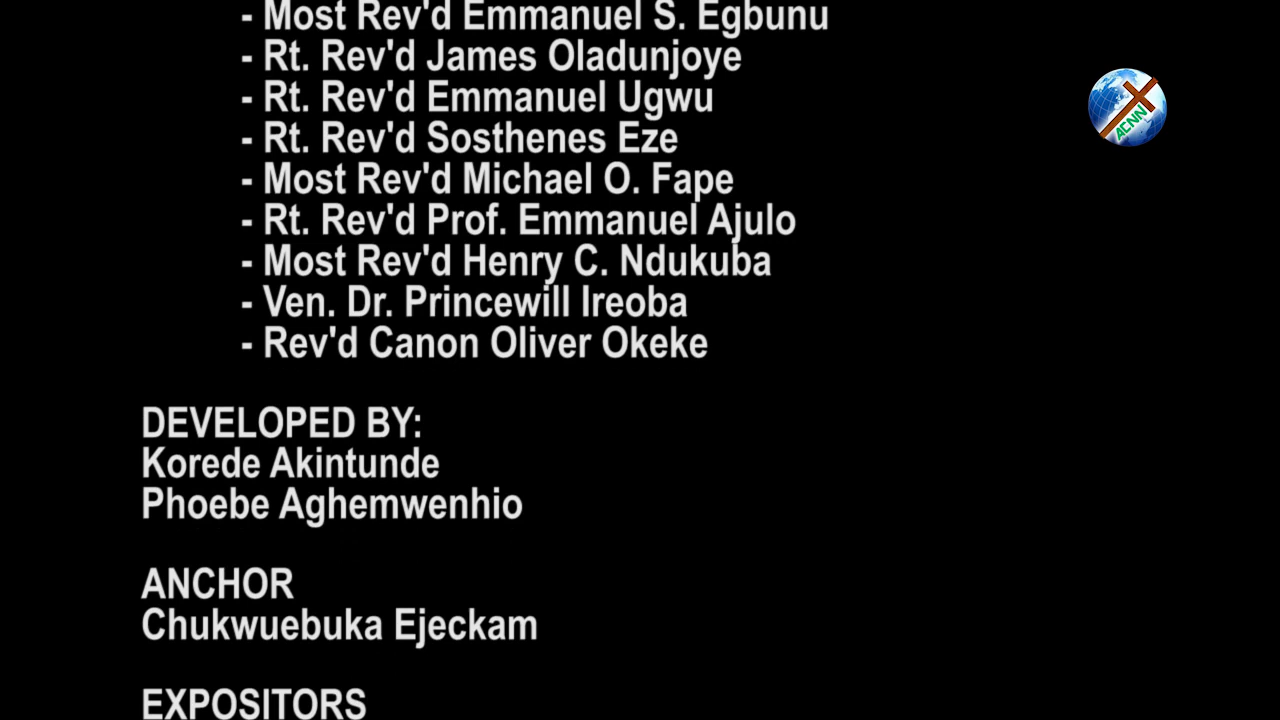 - Most Rev'd Emmanuel S. Egbunu
- Rt. Rev'd James Oladunjoye
- Rt. Rev'd Emmanuel Ugwu
- Rt. Rev'd Sosthenes Eze
- Most Rev'd Michael O. Fape
- Rt. Rev'd Prof. Emmanuel Ajulo
- Most Rev'd Henry C. Ndukuba
- Ven. Dr. Princewill Ireoba
- Rev'd Canon Oliver Okeke
DEVELOPED BY:
Korede Akintunde
Phoebe Aghemwenhio
ANCHOR
Chukwuebuka Ejeckam
EXPOSITORS
ACNN